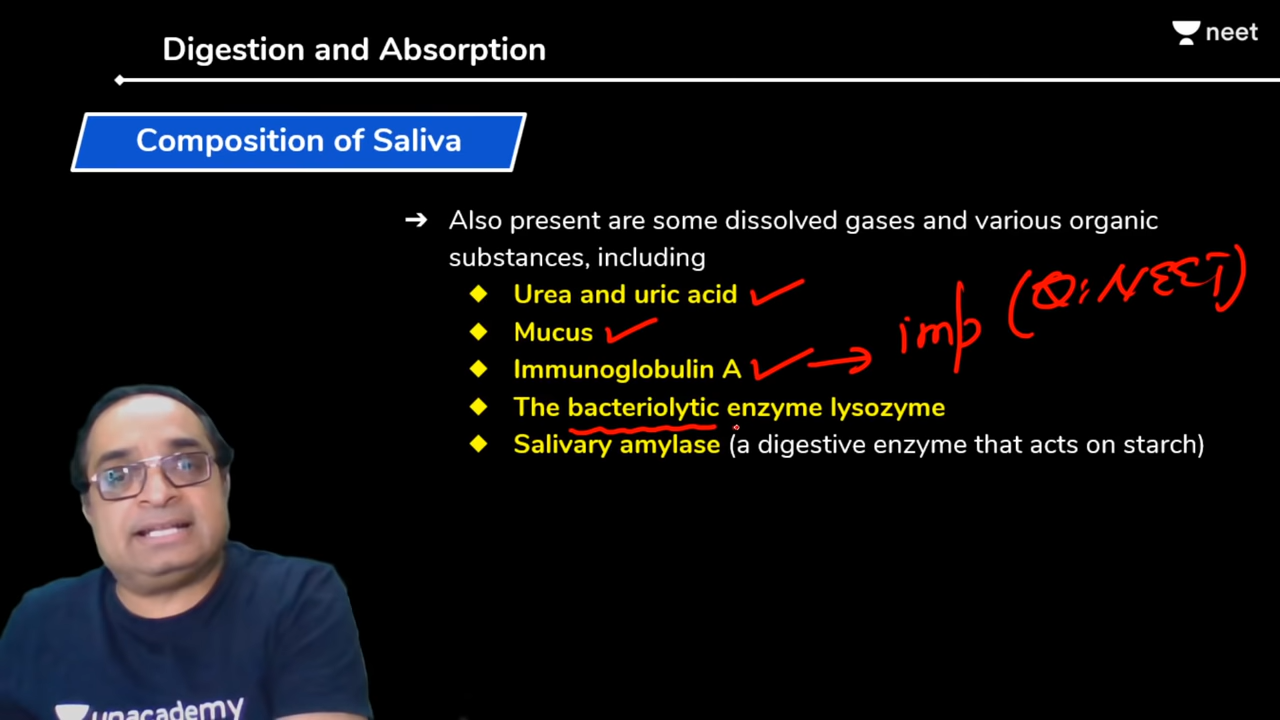 Digestion and Absorption
neet
Composition of Saliva
➔ Also present are some dissolved gases and various organic
substances, including
◆ Urea and uric acid
◆ Mucus
◆ Immunoglobulin A → imp (Q: NEET)
◆ The bacteriolytic enzyme lysozyme
◆ Salivary amylase (a digestive enzyme that acts on starch)
unacademy